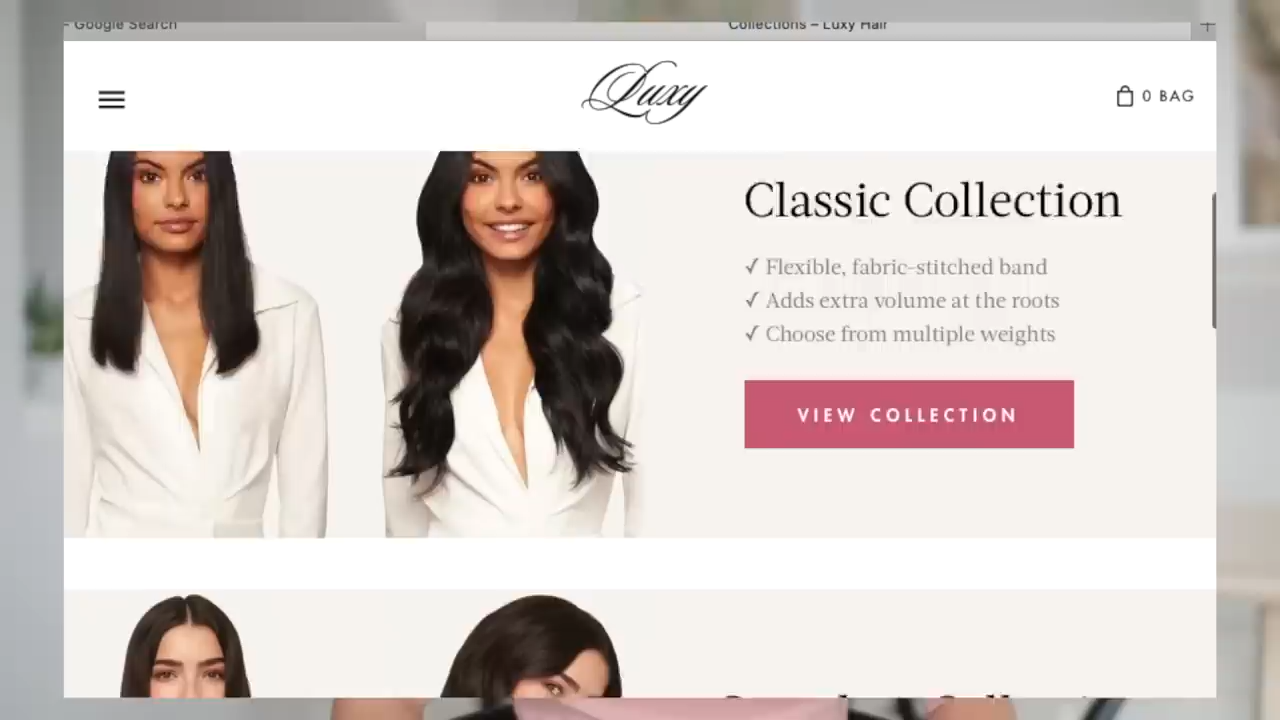 - Google Search
Collections – Luxy Hair
Luxy
0 BAG
Classic Collection
✓ Flexible, fabric-stitched band
✓ Adds extra volume at the roots
✓ Choose from multiple weights
VIEW COLLECTION